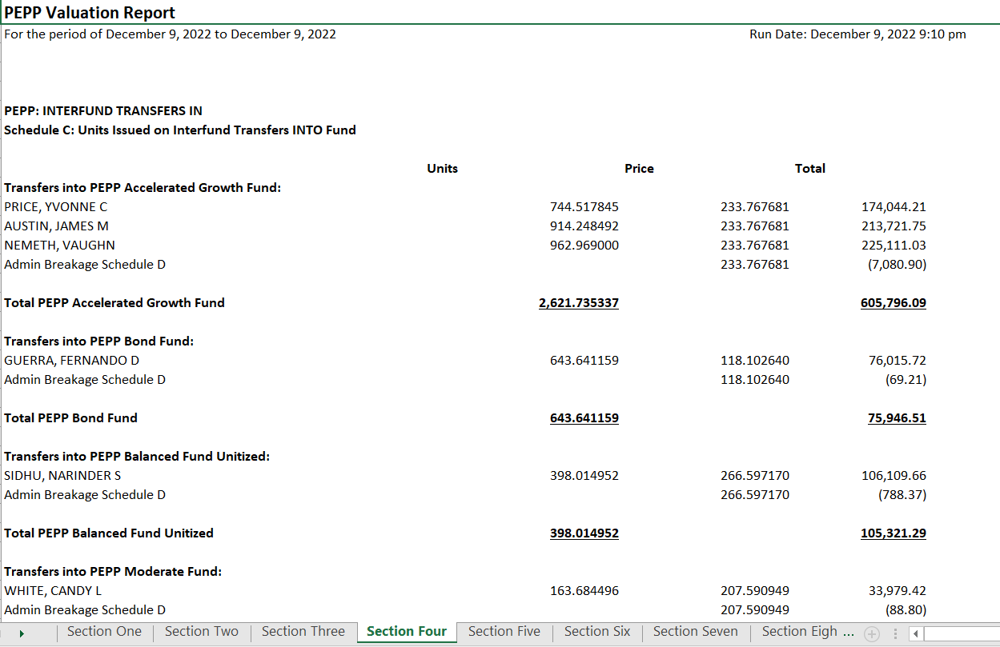 PEPP Valuation Report
For the period of December 9, 2022 to December 9, 2022 Run Date: December 9, 2022 9:10 pm
PEPP: INTERFUND TRANSFERS IN
Schedule C: Units Issued on Interfund Transfers INTO Fund
Units Price Total
Transfers into PEPP Accelerated Growth Fund:
PRICE, YVONNE C 744.517845 233.767681 174,044.21
AUSTIN, JAMES M 914.248492 233.767681 213,721.75
NEMETH, VAUGHN 962.969000 233.767681 225,111.03
Admin Breakage Schedule D 233.767681 (7,080.90)
Total PEPP Accelerated Growth Fund 2,621.735337 605,796.09
Transfers into PEPP Bond Fund:
GUERRA, FERNANDO D 643.641159 118.102640 76,015.72
Admin Breakage Schedule D 118.102640 (69.21)
Total PEPP Bond Fund 643.641159 75,946.51
Transfers into PEPP Balanced Fund Unitized:
SIDHU, NARINDER S 398.014952 266.597170 106,109.66
Admin Breakage Schedule D 266.597170 (788.37)
Total PEPP Balanced Fund Unitized 398.014952 105,321.29
Transfers into PEPP Moderate Fund:
WHITE, CANDY L 163.684496 207.590949 33,979.42
Admin Breakage Schedule D 207.590949 (88.80)
Section One Section Two Section Three Section Four Section Five Section Six Section Seven Section Eigh ...